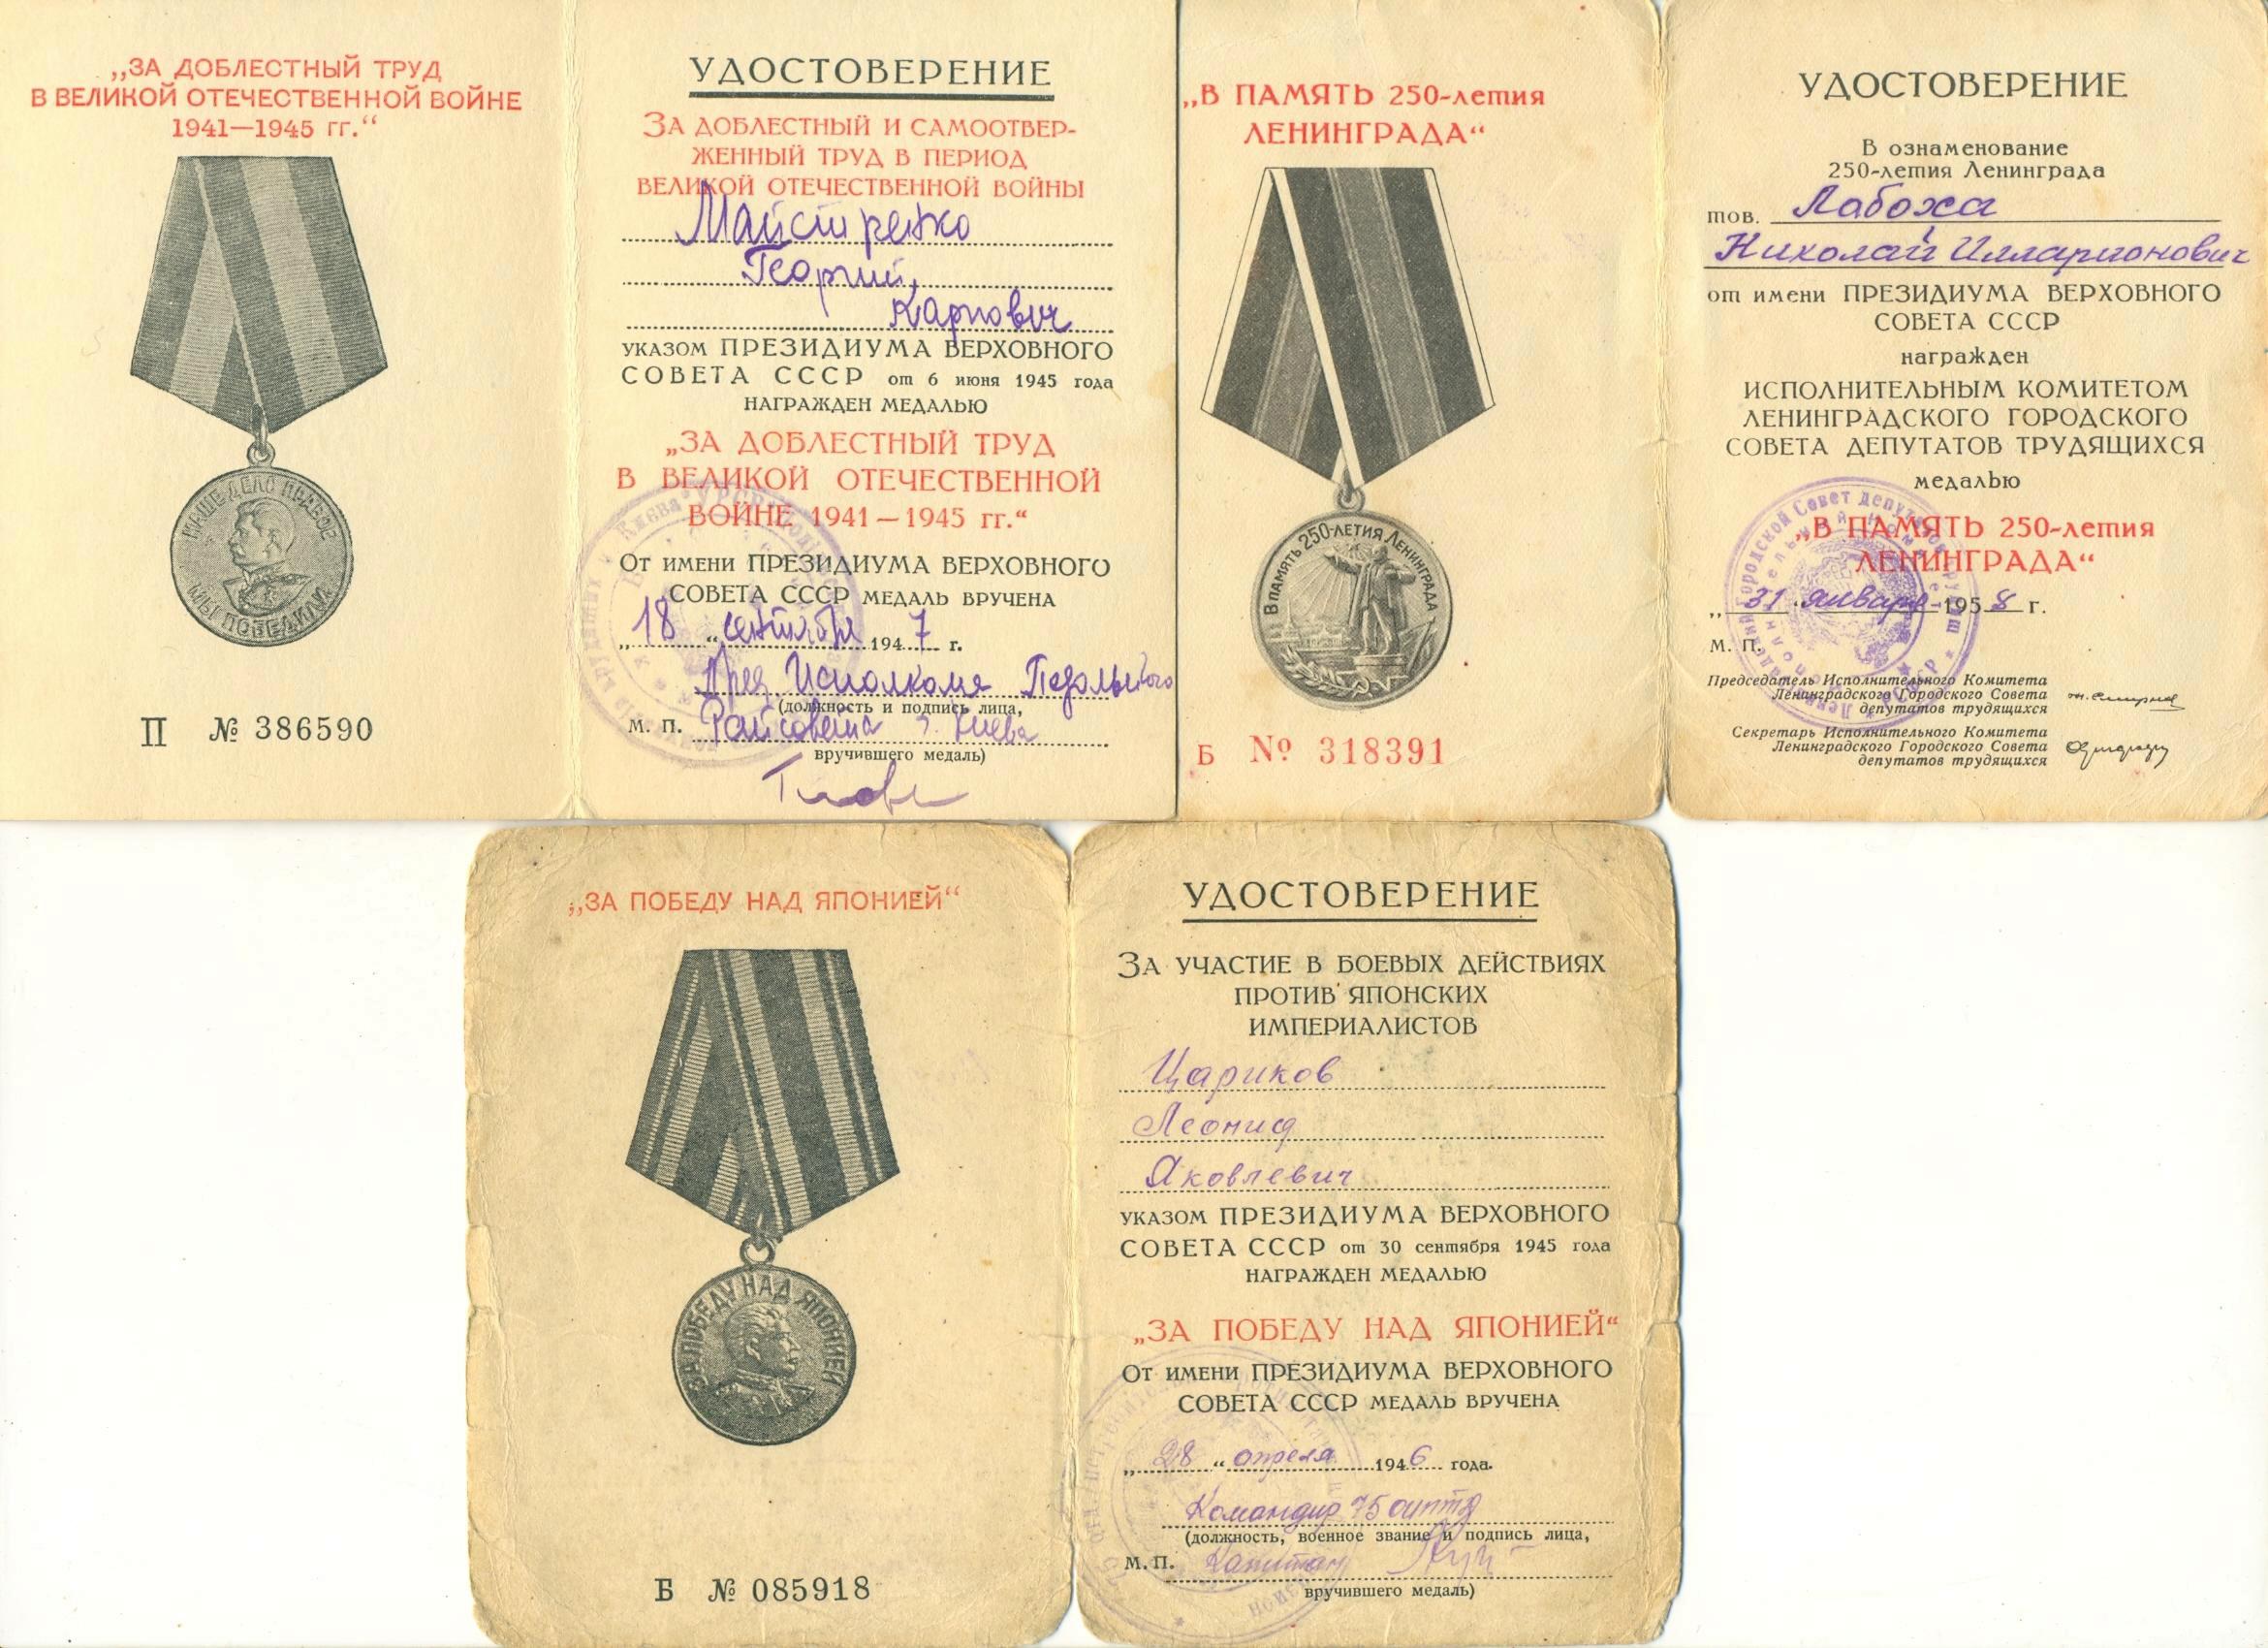 „ЗА ДОБЛЕСТНЫЙ ТРУД
В ВЕЛИКОЙ ОТЕЧЕСТВЕННОЙ ВОЙНЕ
1941—1945 гг.“
НАШЕ ДЕЛО ПРАВОЕ
МЫ ПОБЕДИЛИ
П № 386590
УДОСТОВЕРЕНИЕ
ЗА ДОБЛЕСТНЫЙ И САМООТВЕР-
ЖЕННЫЙ ТРУД В ПЕРИОД
ВЕЛИКОЙ ОТЕЧЕСТВЕННОЙ ВОЙНЫ
Майстренко
Георгий
Карпович
УКАЗОМ ПРЕЗИДИУМА ВЕРХОВНОГО
СОВЕТА СССР от 6 июня 1945 года
НАГРАЖДЕН МЕДАЛЬЮ
„ЗА ДОБЛЕСТНЫЙ ТРУД
В ВЕЛИКОЙ ОТЕЧЕСТВЕННОЙ
ВОЙНЕ 1941—1945 гг.“
ОТ ИМЕНИ ПРЕЗИДИУМА ВЕРХОВНОГО
СОВЕТА СССР МЕДАЛЬ ВРУЧЕНА
„18“ сентября 1947 г.
Пред. Исполкома Подольского
(должность и подпись лица,
М. П. Райсовета г. Киева
вручившего медаль)
„В ПАМЯТЬ 250-летия
ЛЕНИНГРАДА“
В ПАМЯТЬ 250-ЛЕТИЯ ЛЕНИНГРАДА
Б № 318391
УДОСТОВЕРЕНИЕ
В ознаменование
250-летия Ленинграда
тов. Лабоха
Николай Илларионович
от имени ПРЕЗИДИУМА ВЕРХОВНОГО
СОВЕТА СССР
награжден
ИСПОЛНИТЕЛЬНЫМ КОМИТЕТОМ
ЛЕНИНГРАДСКОГО ГОРОДСКОГО
СОВЕТА ДЕПУТАТОВ ТРУДЯЩИХСЯ
медалью
„В ПАМЯТЬ 250-летия
ЛЕНИНГРАДА“
„31 января 1958 г.
М. П.
Председатель Исполнительного Комитета
Ленинградского Городского Совета
депутатов трудящихся
Секретарь Исполнительного Комитета
Ленинградского Городского Совета
депутатов трудящихся
„ЗА ПОБЕДУ НАД ЯПОНИЕЙ“
ЗА ПОБЕДУ НАД ЯПОНИЕЙ
Б № 085918
УДОСТОВЕРЕНИЕ
ЗА УЧАСТИЕ В БОЕВЫХ ДЕЙСТВИЯХ
ПРОТИВ ЯПОНСКИХ
ИМПЕРИАЛИСТОВ
Цариков
Леонид
Яковлевич
УКАЗОМ ПРЕЗИДИУМА ВЕРХОВНОГО
СОВЕТА СССР от 30 сентября 1945 года
НАГРАЖДЕН МЕДАЛЬЮ
„ЗА ПОБЕДУ НАД ЯПОНИЕЙ“
ОТ ИМЕНИ ПРЕЗИДИУМА ВЕРХОВНОГО
СОВЕТА СССР МЕДАЛЬ ВРУЧЕНА
„28“ апреля 1946 года.
Командир 75 оиптд
(должность, военное звание и подпись лица,
М. П. Капитан
вручившего медаль)